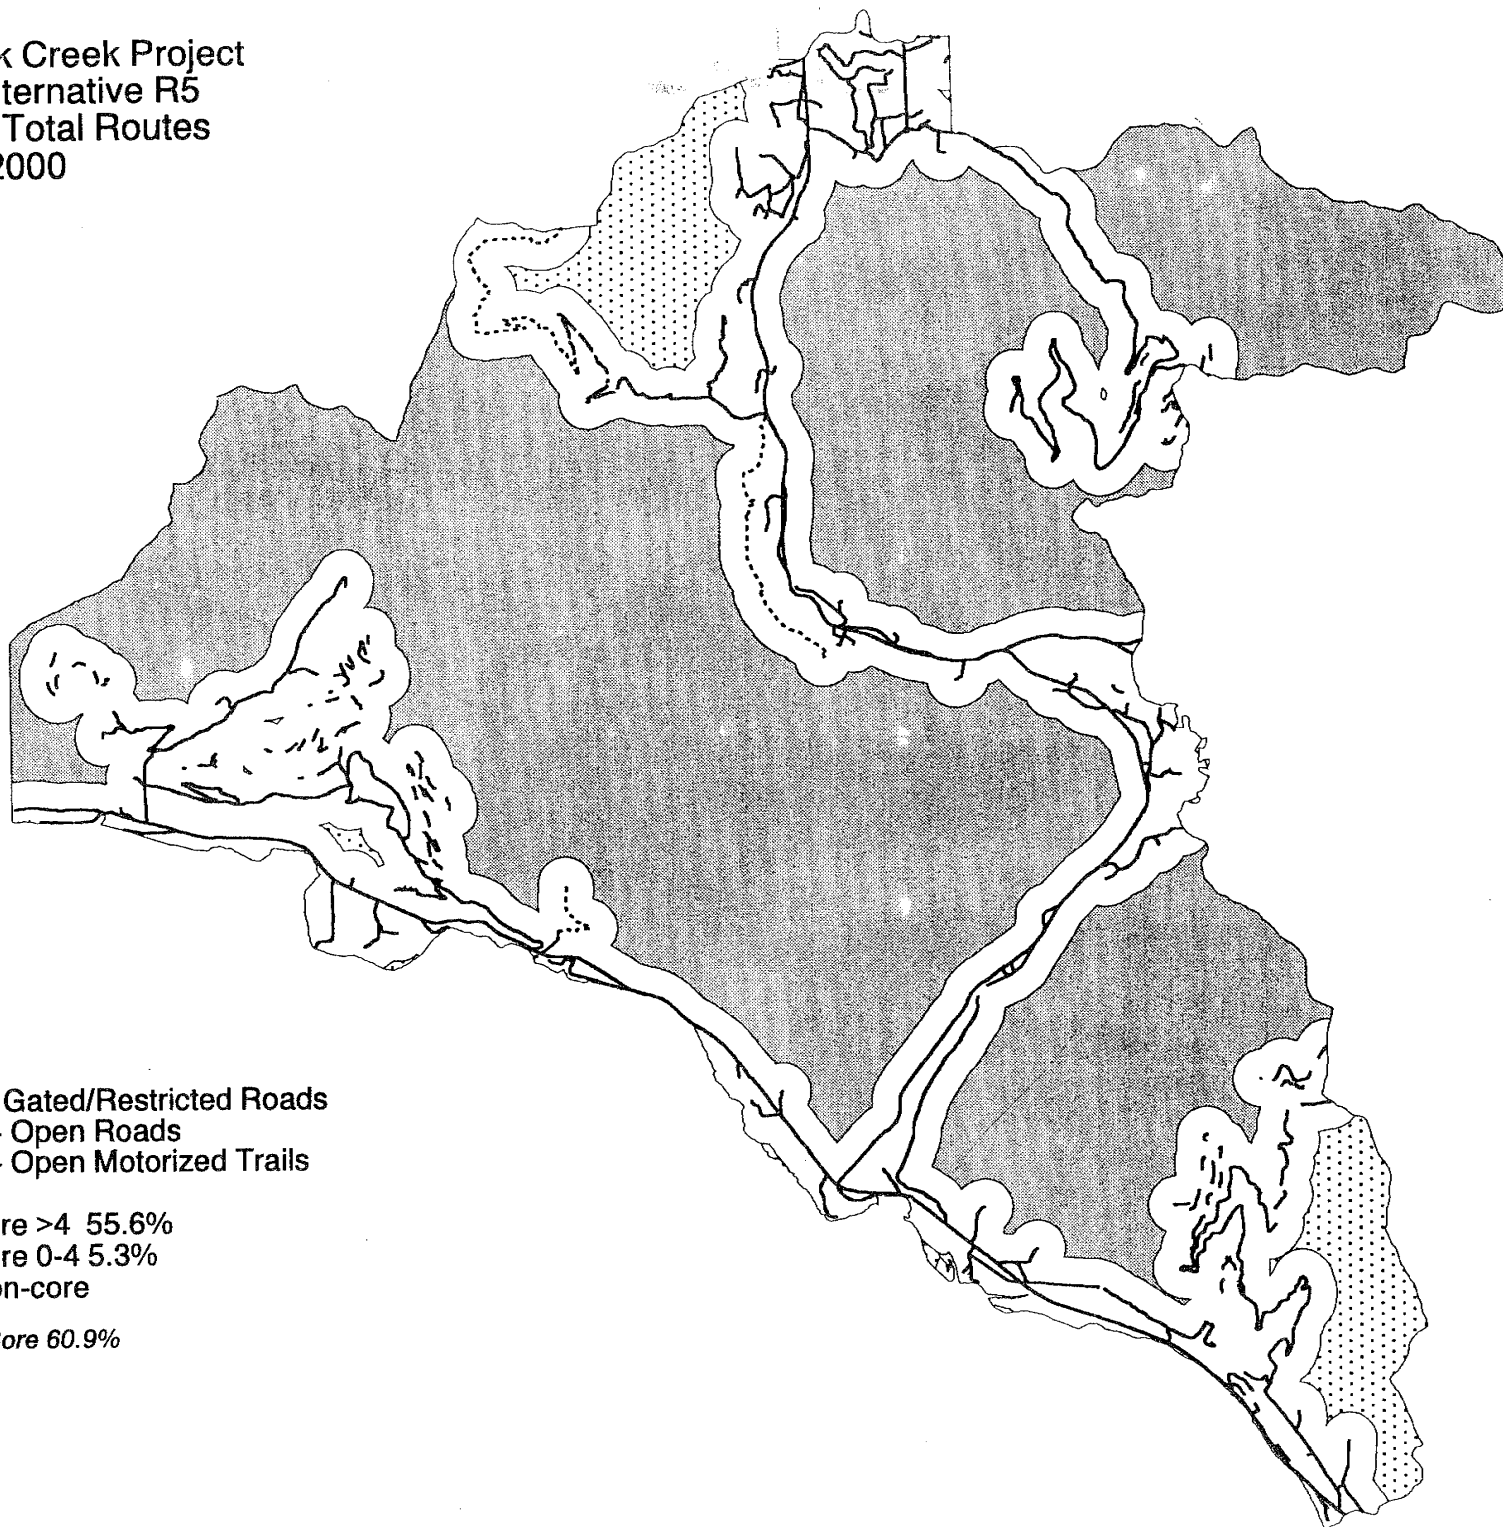 k Creek Project
ternative R5
Total Routes
2000
Gated/Restricted Roads
- Open Roads
- Open Motorized Trails
re >4 55.6%
re 0-4 5.3%
on-core
ore 60.9%